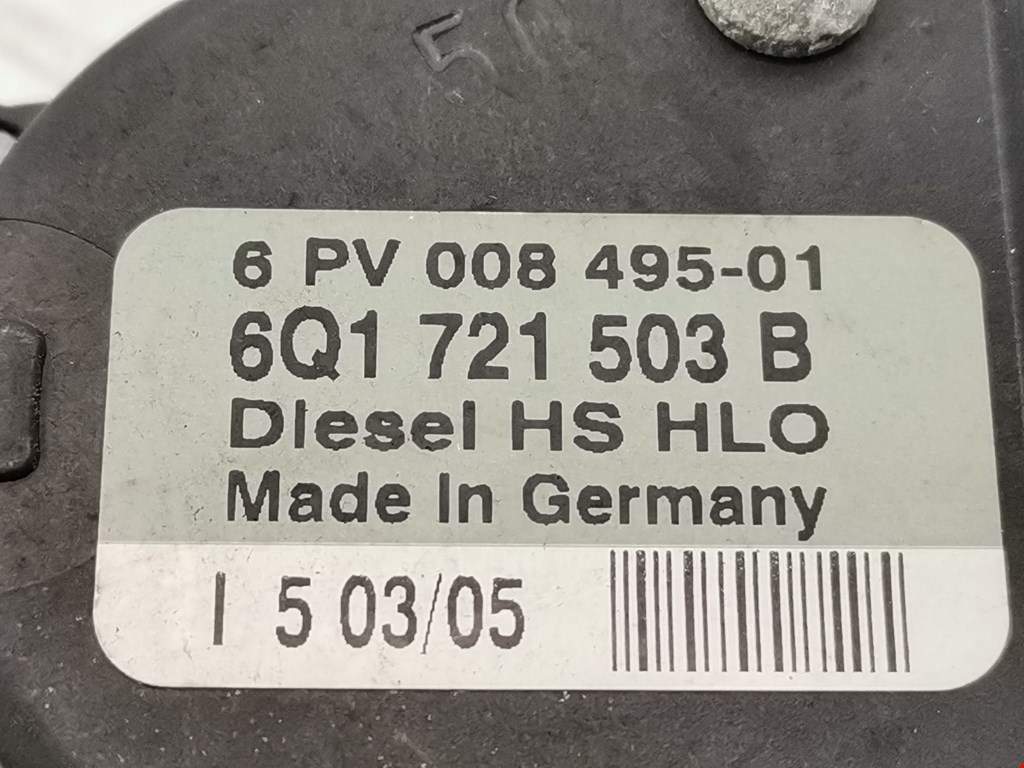 6 PV 008 495-01
6Q1 721 503 B
Diesel HS HLO
Made In Germany
I 5 03/05